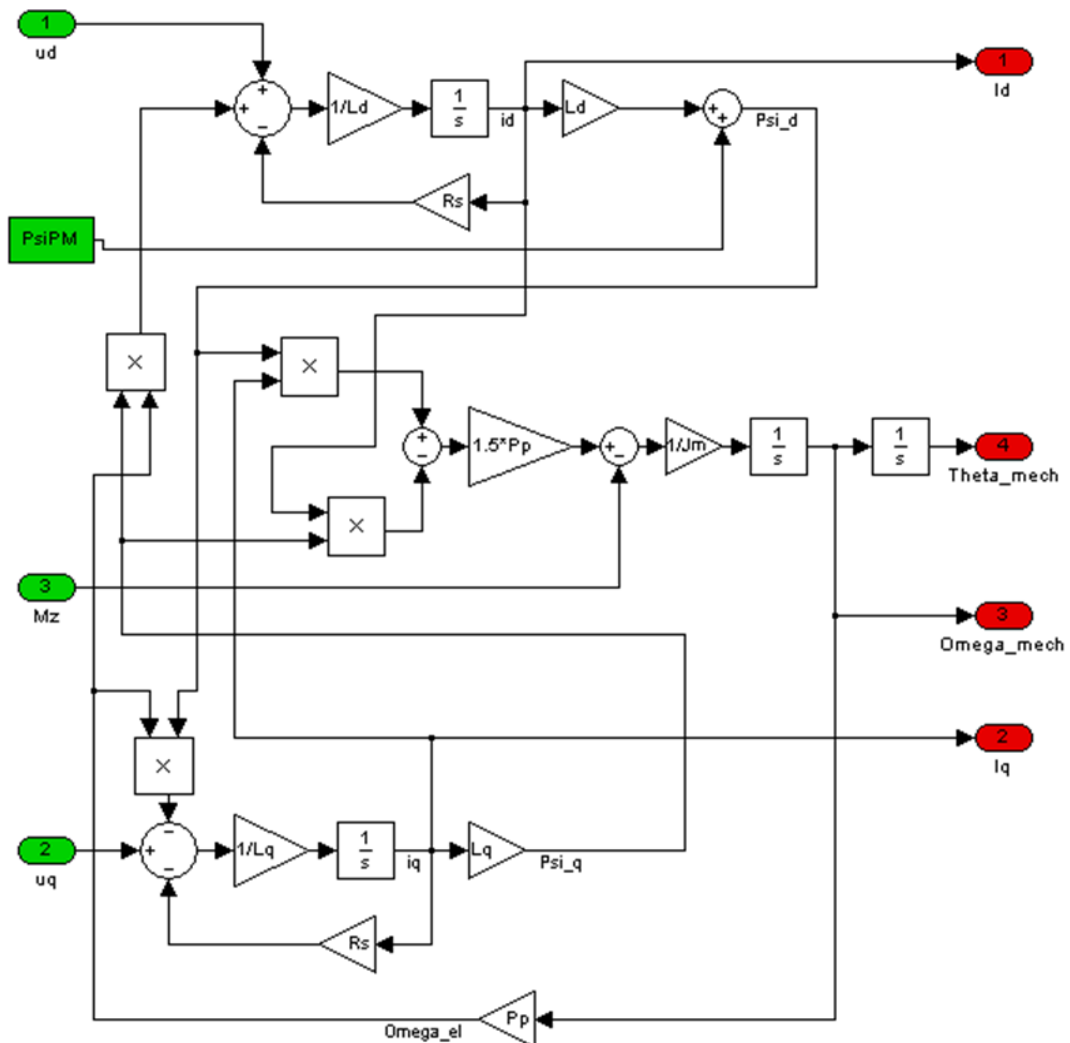 1
ud
1
Id
+
+
−
1/Ld
1
s
id
Ld
+
+
Psi_d
Rs
PsiPM
×
×
+
−
1.5*Pp
+
−
1/Jm
1
s
1
s
4
Theta_mech
×
3
Mz
3
Omega_mech
2
Iq
×
−
+
−
2
uq
1/Lq
1
s
iq
Lq
Psi_q
Rs
Pp
Omega_el